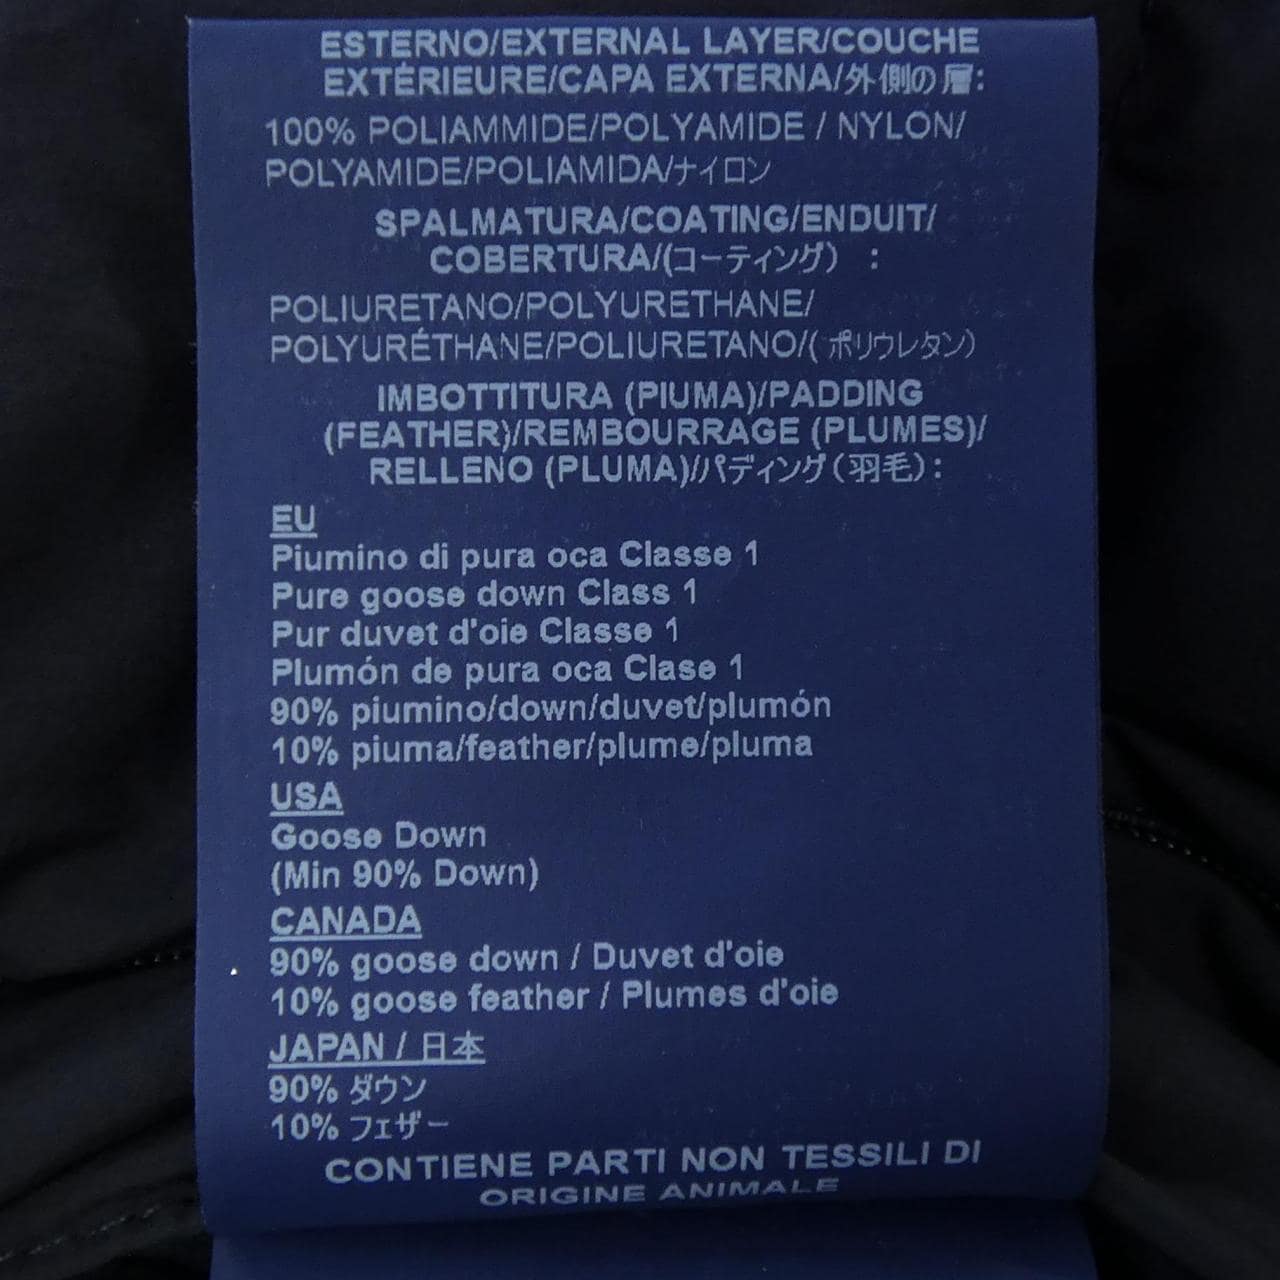 ESTERNO/EXTERNAL LAYER/COUCHE
EXTÉRIEURE/CAPA EXTERNA/外側の層:
100% POLIAMMIDE/POLYAMIDE / NYLON/
POLYAMIDE/POLIAMIDA/ナイロン
SPALMATURA/COATING/ENDUIT/
COBERTURA/(コーティング) :
POLIURETANO/POLYURETHANE/
POLYURÉTHANE/POLIURETANO/(ポリウレタン)
IMBOTTITURA (PIUMA)/PADDING
(FEATHER)/REMBOURRAGE (PLUMES)/
RELLENO (PLUMA)/パディング(羽毛):
EU
Piumino di pura oca Classe 1
Pure goose down Class 1
Pur duvet d'oie Classe 1
Plumón de pura oca Clase 1
90% piumino/down/duvet/plumón
10% piuma/feather/plume/pluma
USA
Goose Down
(Min 90% Down)
CANADA
90% goose down / Duvet d'oie
10% goose feather / Plumes d'oie
JAPAN / 日本
90% ダウン
10% フェザー
CONTIENE PARTI NON TESSILI DI
ORIGINE ANIMALE